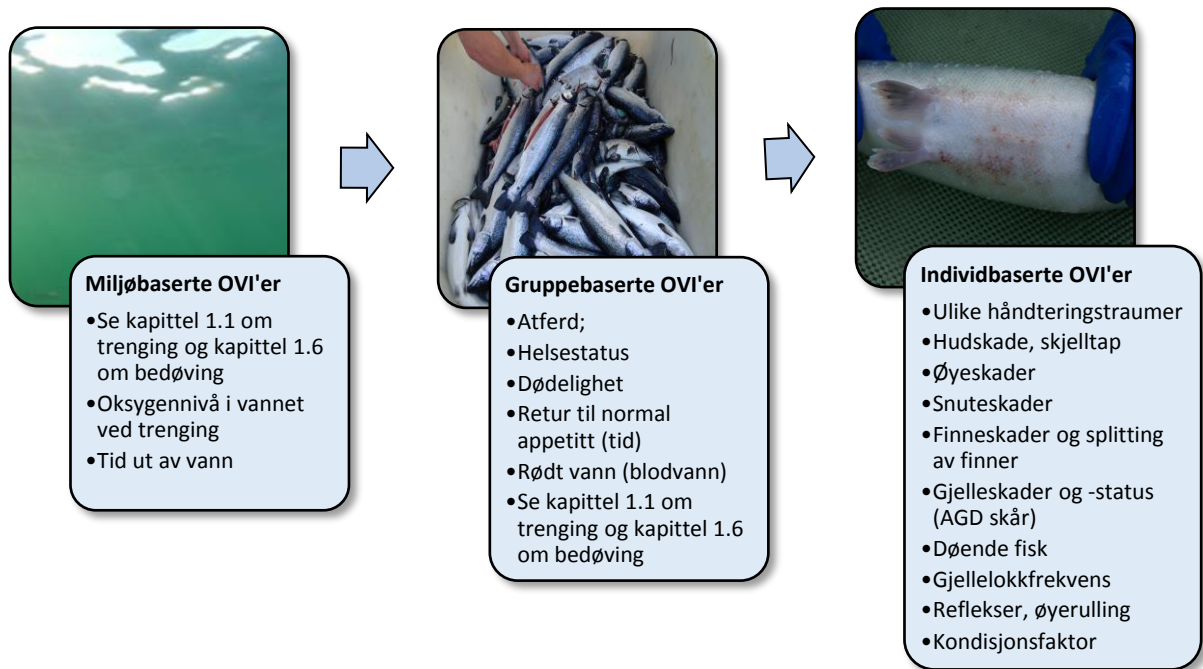 Miljøbaserte OVI'er
•Se kapittel 1.1 om
trenging og kapittel 1.6
om bedøving
•Oksygennivå i vannet
ved trenging
•Tid ut av vann
Gruppebaserte OVI'er
•Atferd;
•Helsestatus
•Dødelighet
•Retur til normal
appetitt (tid)
•Rødt vann (blodvann)
•Se kapittel 1.1 om
trenging og kapittel 1.6
om bedøving
Individbaserte OVI'er
•Ulike håndteringstraumer
•Hudskade, skjelltap
•Øyeskader
•Snuteskader
•Finneskader og splitting
av finner
•Gjelleskader og -status
(AGD skår)
•Døende fisk
•Gjellelokkfrekvens
•Reflekser, øyerulling
•Kondisjonsfaktor